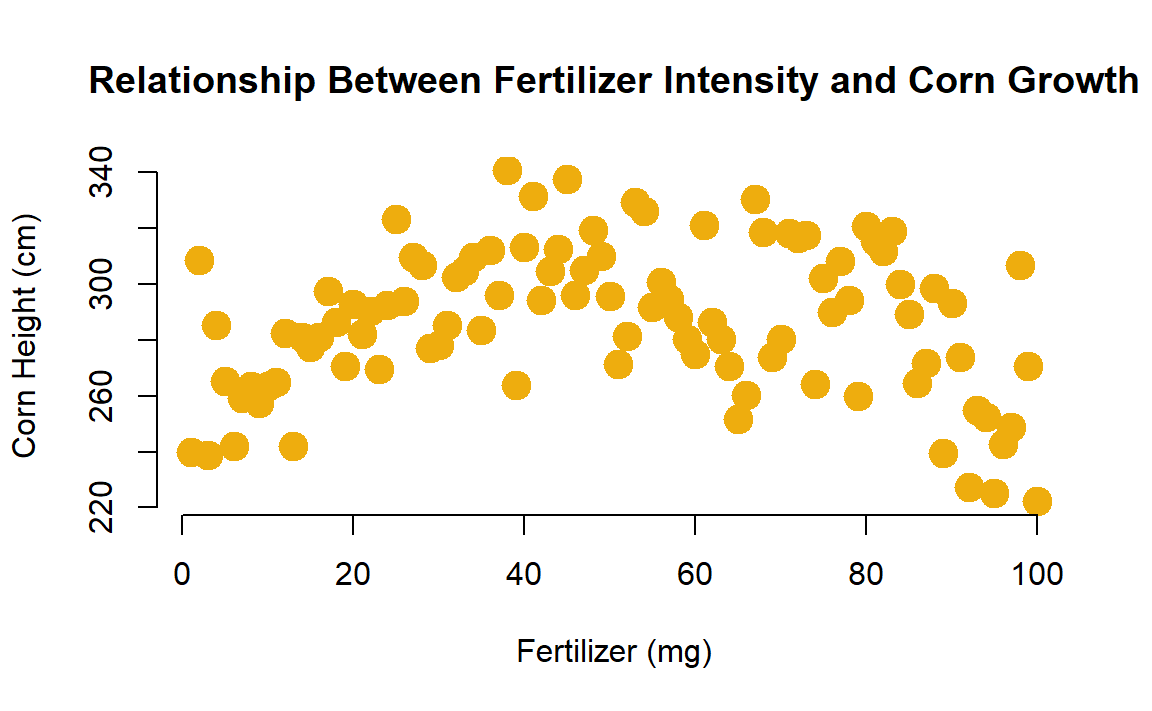 Relationship Between Fertilizer Intensity and Corn Growth
Corn Height (cm)
340
300
260
220
0 20 40 60 80 100
Fertilizer (mg)